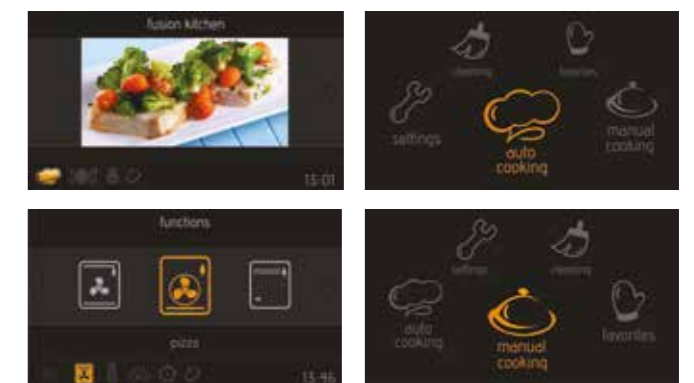 fusion kitchen
15:01
cleaning
favorites
settings
manual
cooking
auto
cooking
functions
pizza
13:46
settings
cleaning
auto
cooking
favorites
manual
cooking